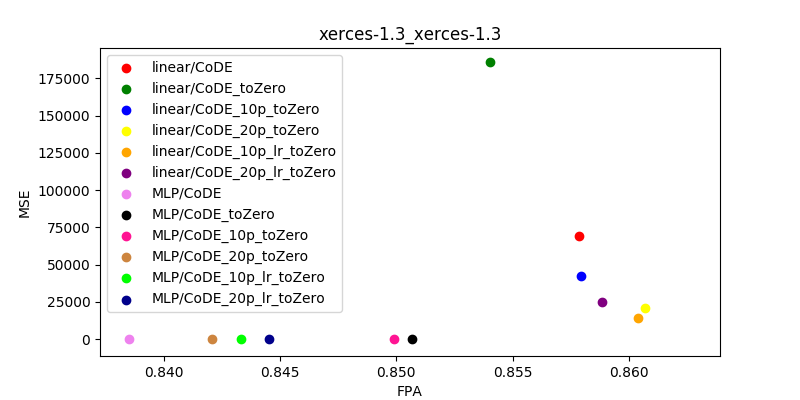 xerces-1.3_xerces-1.3
MSE
175000
150000
125000
100000
75000
50000
25000
0
linear/CoDE
linear/CoDE_toZero
linear/CoDE_10p_toZero
linear/CoDE_20p_toZero
linear/CoDE_10p_lr_toZero
linear/CoDE_20p_lr_toZero
MLP/CoDE
MLP/CoDE_toZero
MLP/CoDE_10p_toZero
MLP/CoDE_20p_toZero
MLP/CoDE_10p_lr_toZero
MLP/CoDE_20p_lr_toZero
0.840 0.845 0.850 0.855 0.860
FPA